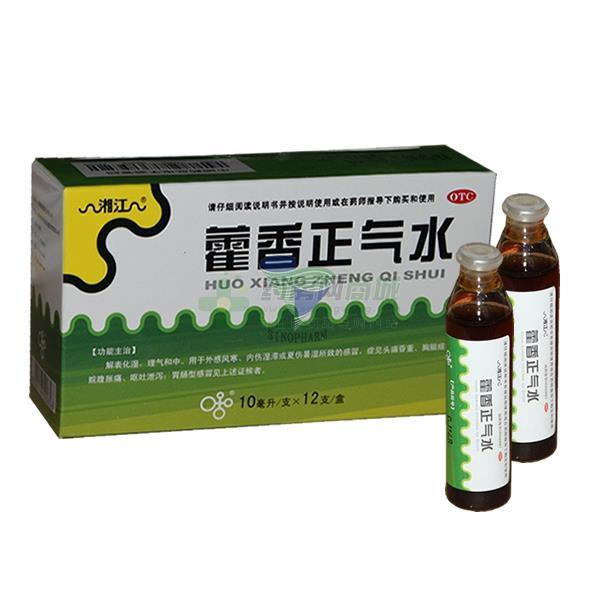 湘江®
请仔细阅读说明书并按说明使用或在药师指导下购买和使用
OTC
藿香正气水
HUO XIANG ZHENG QI SHUI
SINOPHARM
【功能主治】
解表化湿，理气和中。用于外感风寒、内伤湿滞或夏伤暑湿所致的感冒，症见头痛昏重、胸膈痞
脘腹胀痛、呕吐泄泻；胃肠型感冒见上述证候者。
10毫升/支×12支/盒
藿香正气水
藿香正气水